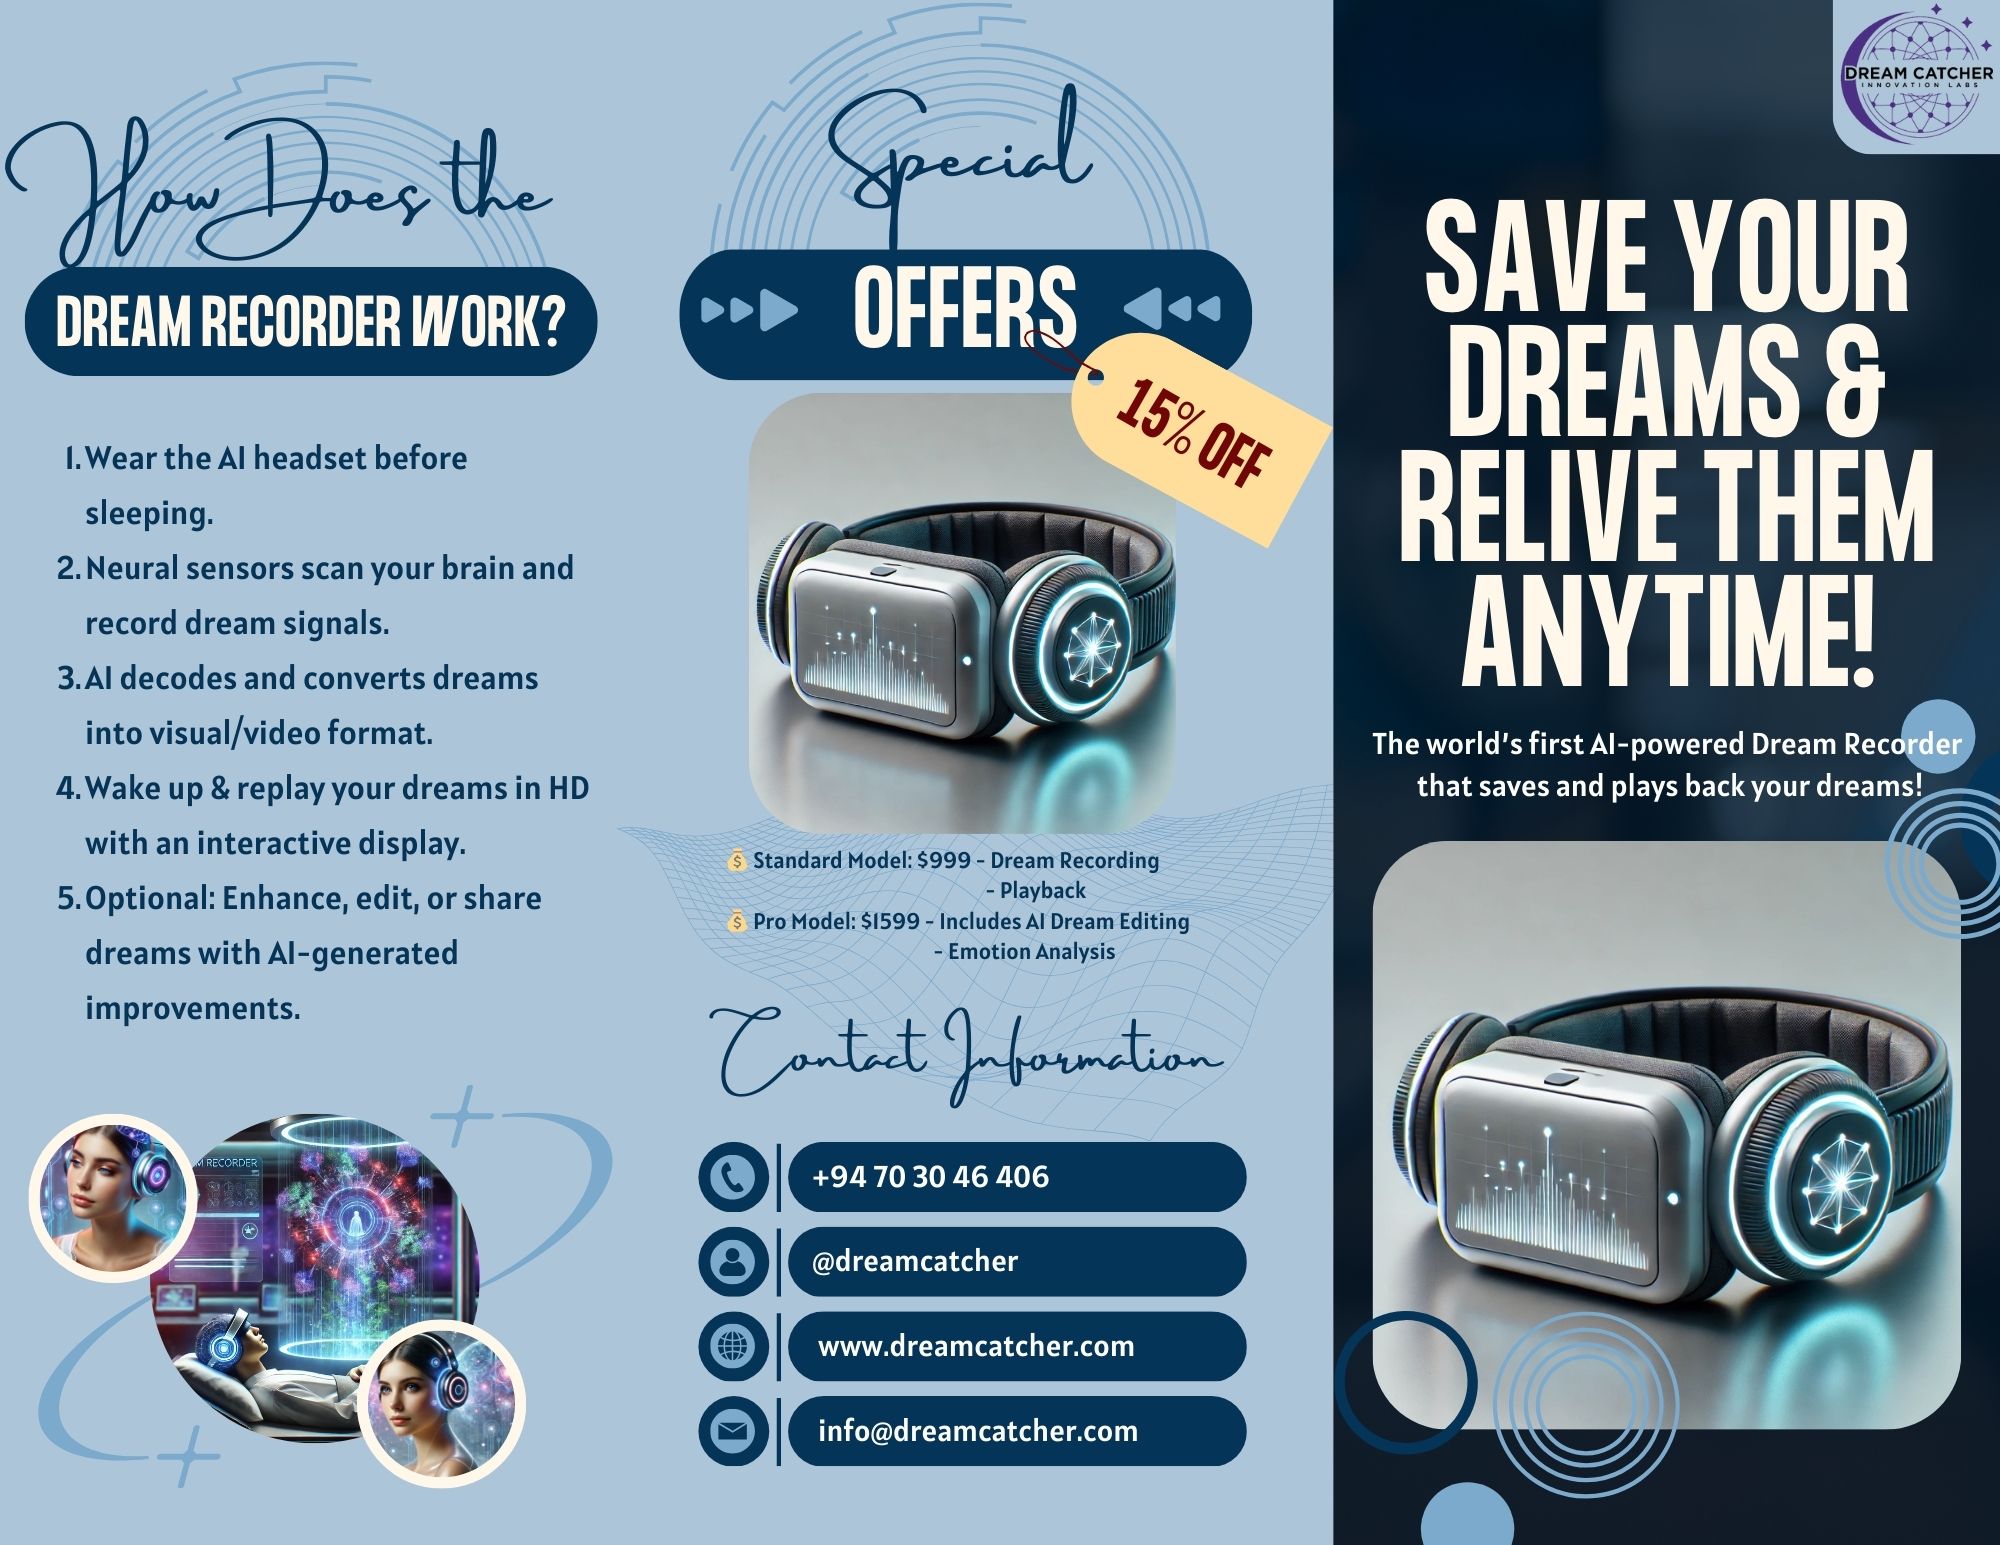 How Does the
DREAM RECORDER WORK?
1. Wear the AI headset before
sleeping.
2. Neural sensors scan your brain and
record dream signals.
3. AI decodes and converts dreams
into visual/video format.
4. Wake up & replay your dreams in HD
with an interactive display.
5. Optional: Enhance, edit, or share
dreams with AI-generated
improvements.
M RECORDER
Special
OFFERS
15% OFF
Standard Model: $999 - Dream Recording
- Playback
Pro Model: $1599 - Includes AI Dream Editing
- Emotion Analysis
Contact Information
+94 70 30 46 406
@dreamcatcher
www.dreamcatcher.com
info@dreamcatcher.com
DREAM CATCHER
INNOVATION LABS
SAVE YOUR
DREAMS &
RELIVE THEM
ANYTIME!
The world's first AI-powered Dream Recorder
that saves and plays back your dreams!